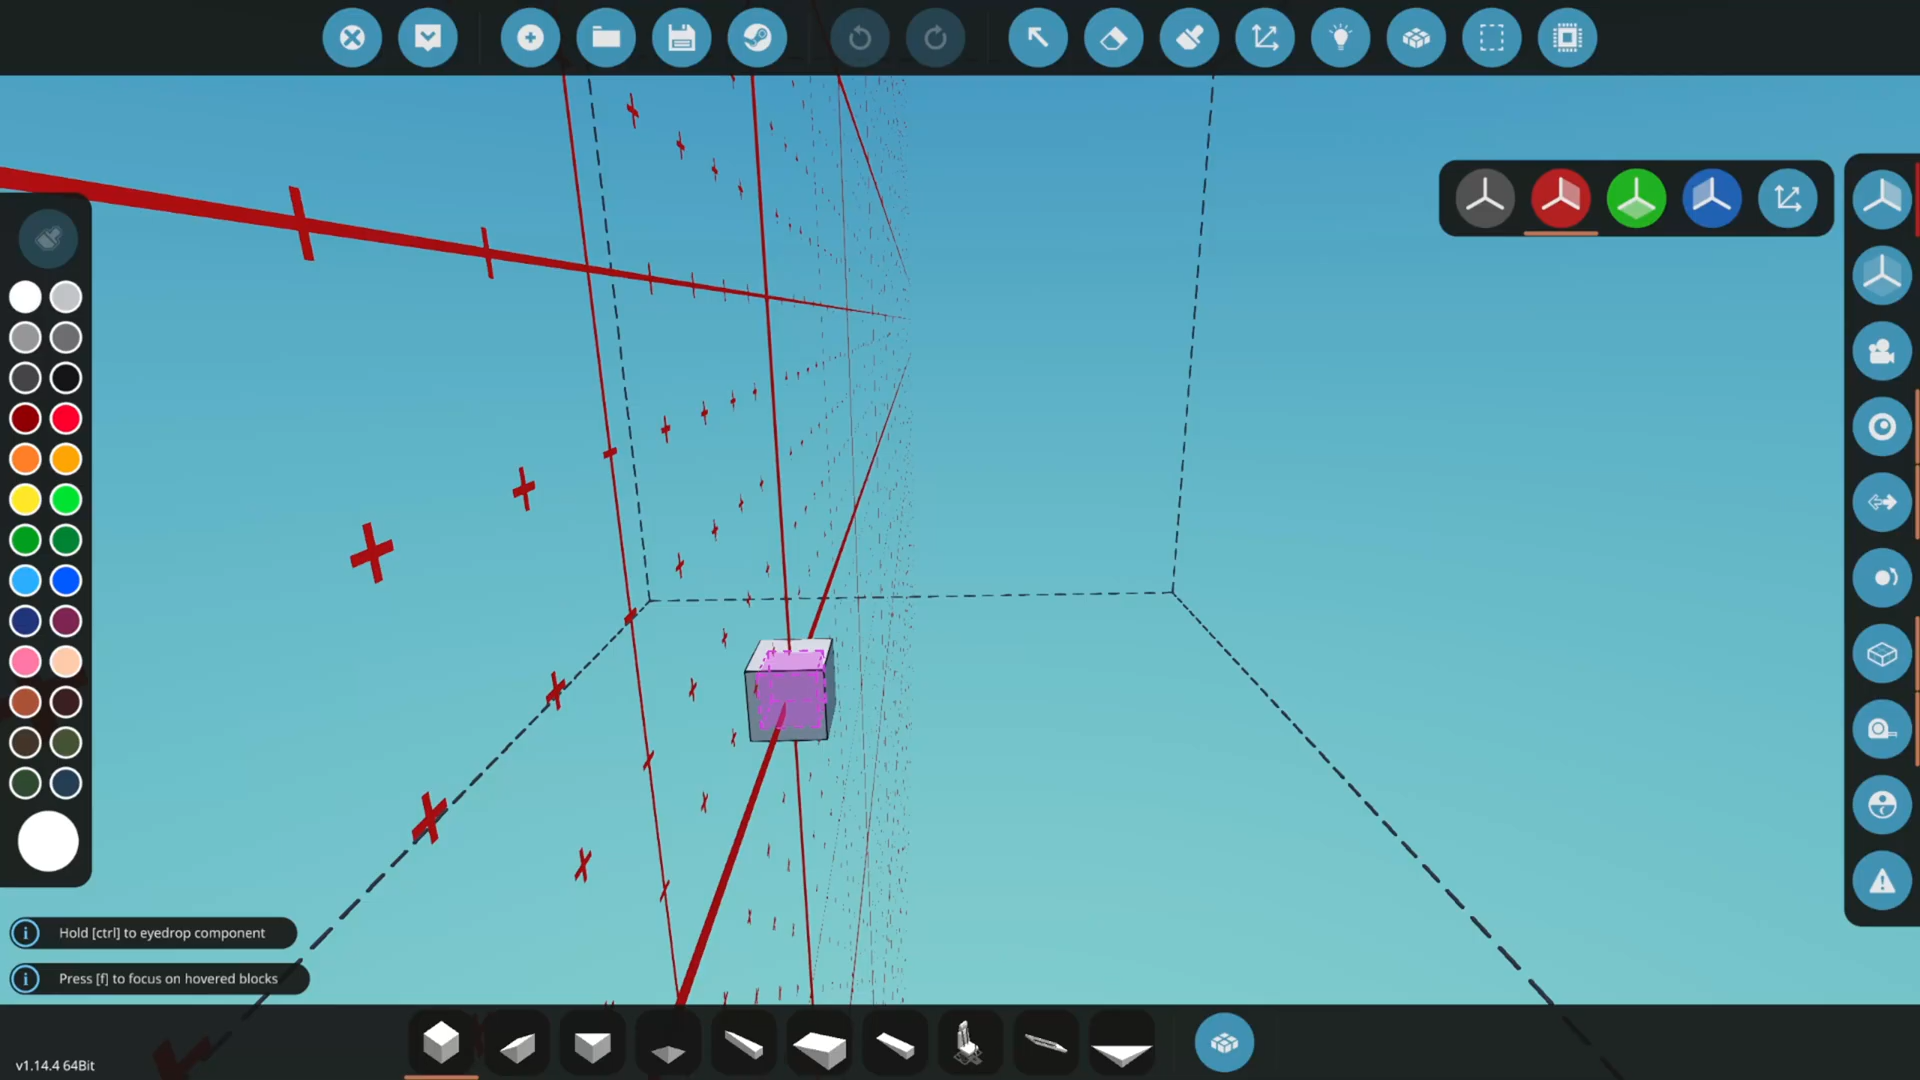 Hold [ctrl] to eyedrop component
Press [f] to focus on hovered blocks
v1.14.4 64Bit